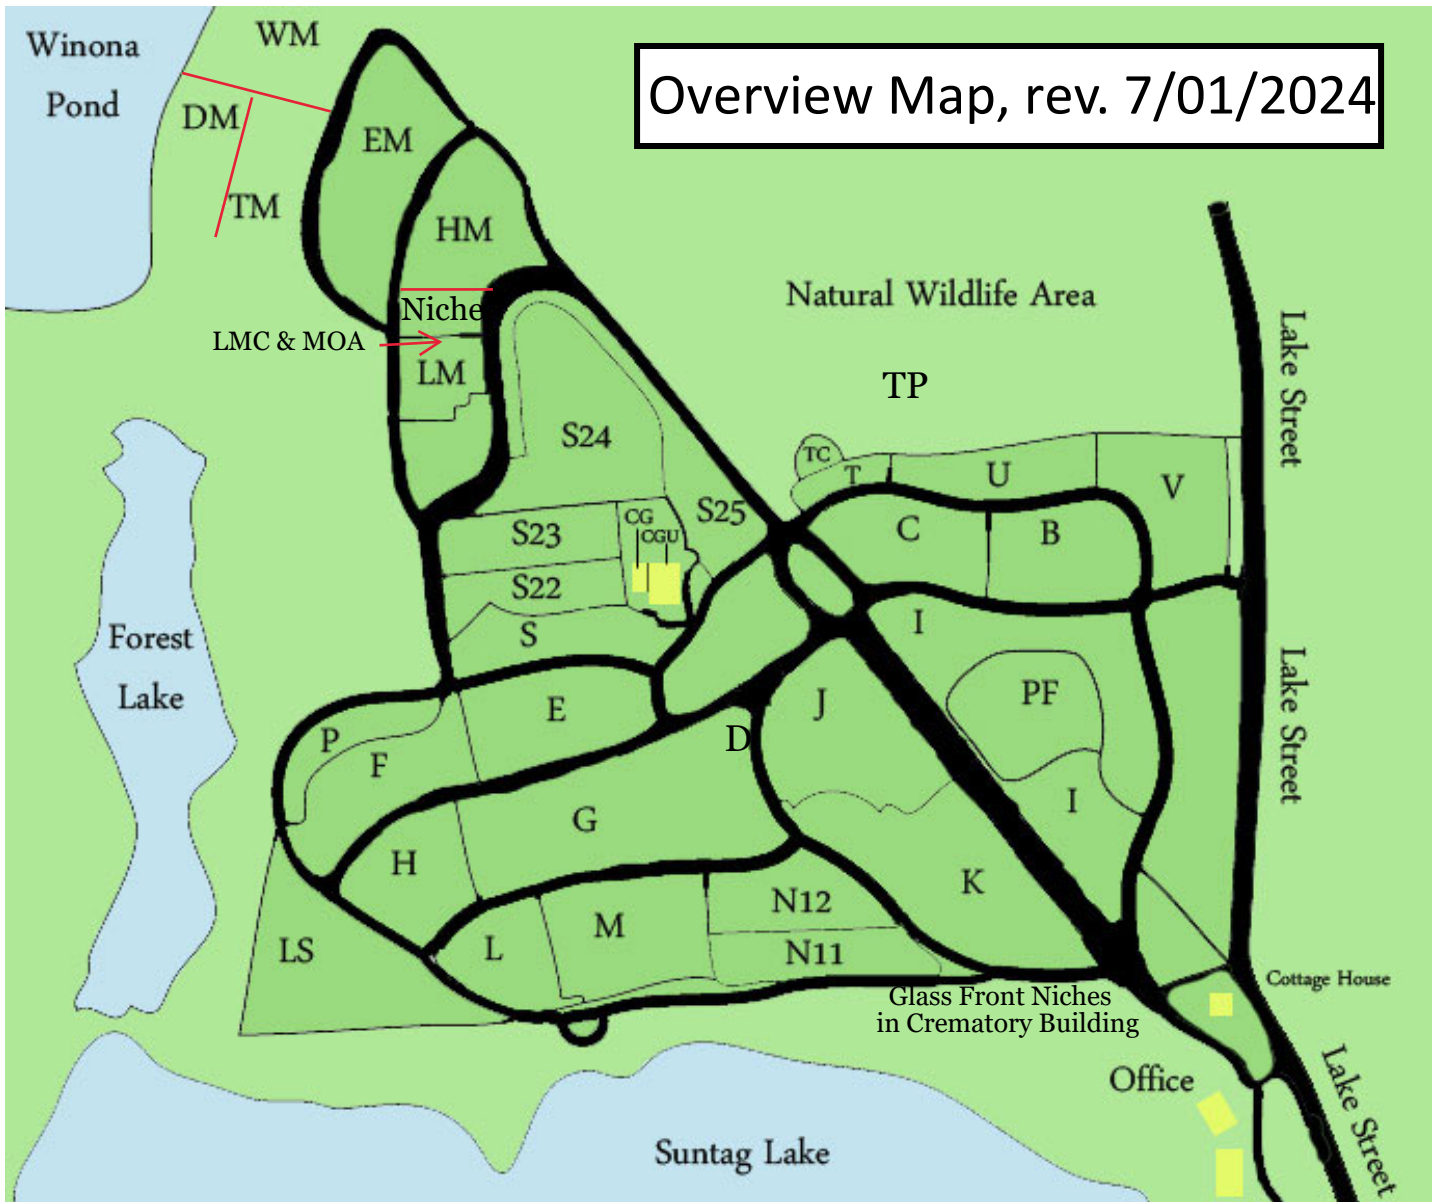 Winona
Pond
WM
Overview Map, rev. 7/01/2024
DM
EM
TM
HM
Natural Wildlife Area
Niche
LMC & MOA
LM
TP
Lake Street
S24
TC
T
U
V
S25
CG
CGU
S23
C
B
S22
S
I
Forest
Lake
E
J
PF
P
F
D
Lake Street
I
G
H
K
N12
M
LS
L
N11
Cottage House
Glass Front Niches
in Crematory Building
Office
Lake Street
Suntag Lake